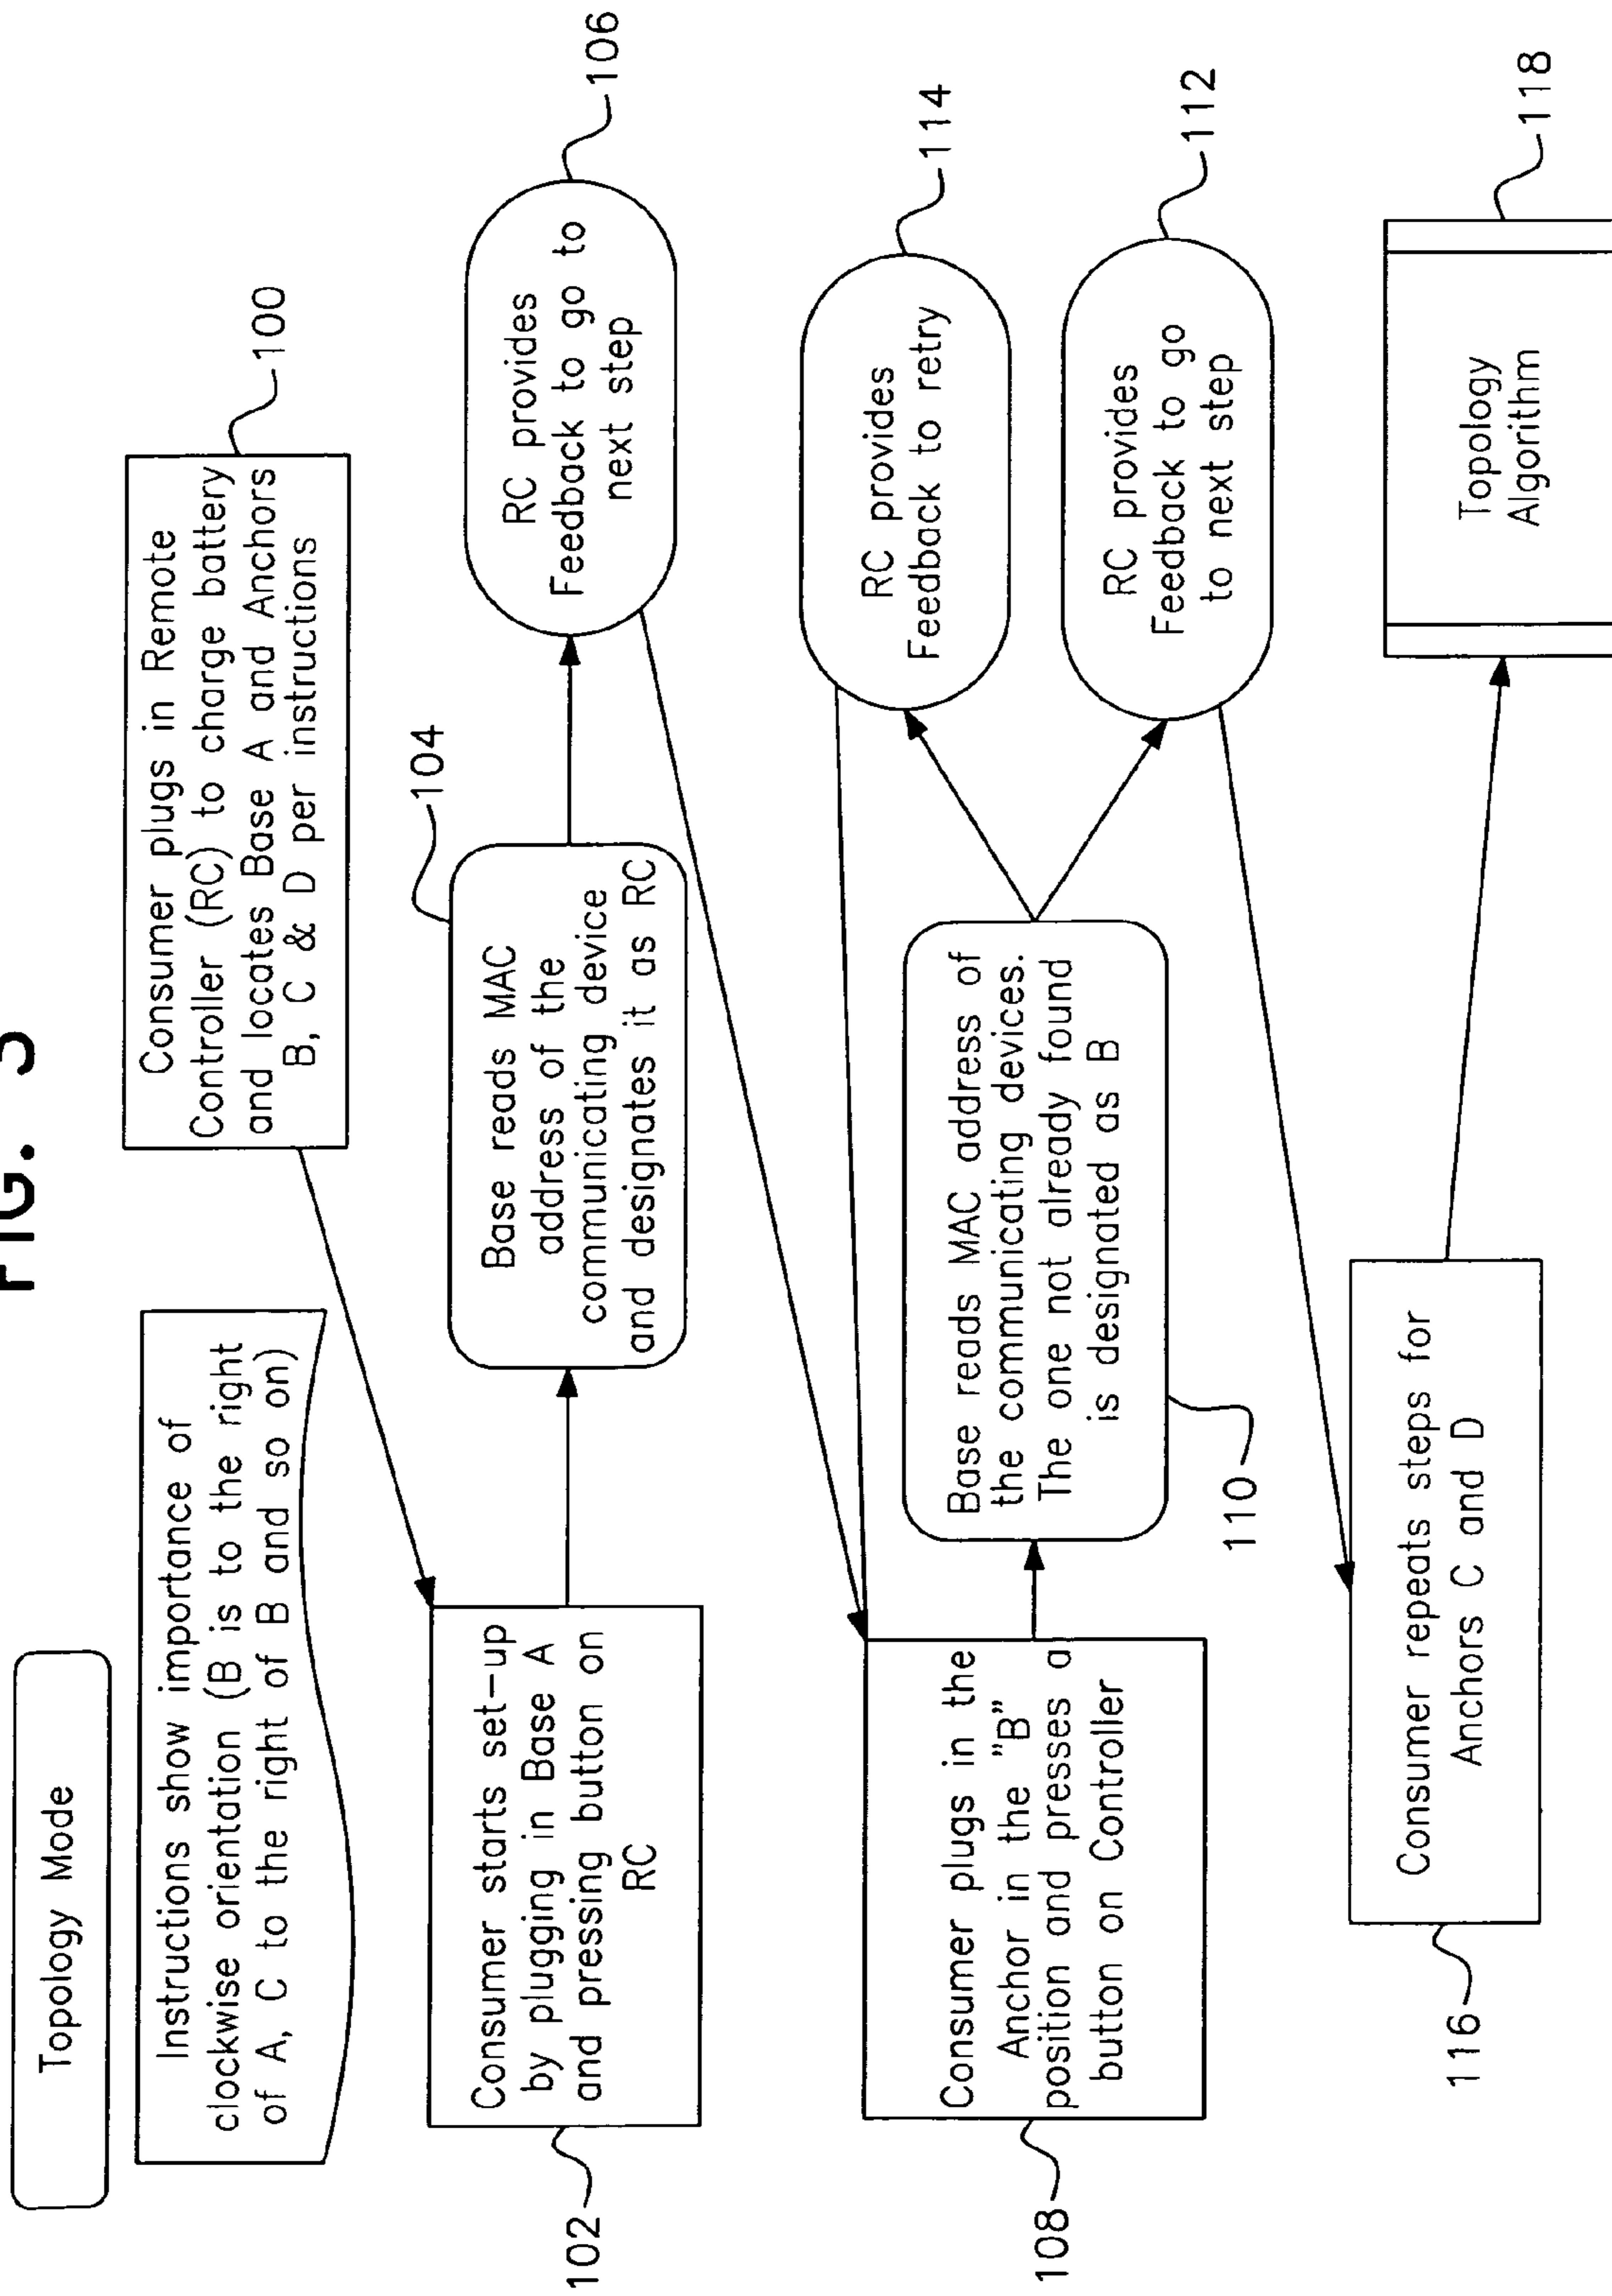 FIG.
Topology Mode
Instructions show importance of
clockwise orientation (B is to the right
of A, C to the right of B and so on)
Consumer plugs in Remote
Controller (RC) to charge battery
and locates Base A and Anchors
B, C & D per instructions
100
Consumer starts set-up
by plugging in Base A
and pressing button on
RC
102
Base reads MAC
address of the
communicating device
and designates it as RC
104
RC provides
Feedback to go to
next step
106
Consumer plugs in the
Anchor in the "B"
position and presses a
button on Controller
108
Base reads MAC address of
the communicating devices.
The one not already found
is designated as B
110
RC provides
Feedback to retry
114
RC provides
Feedback to go
to next step
112
Consumer repeats steps for
Anchors C and D
116
Topology
Algorithm
118